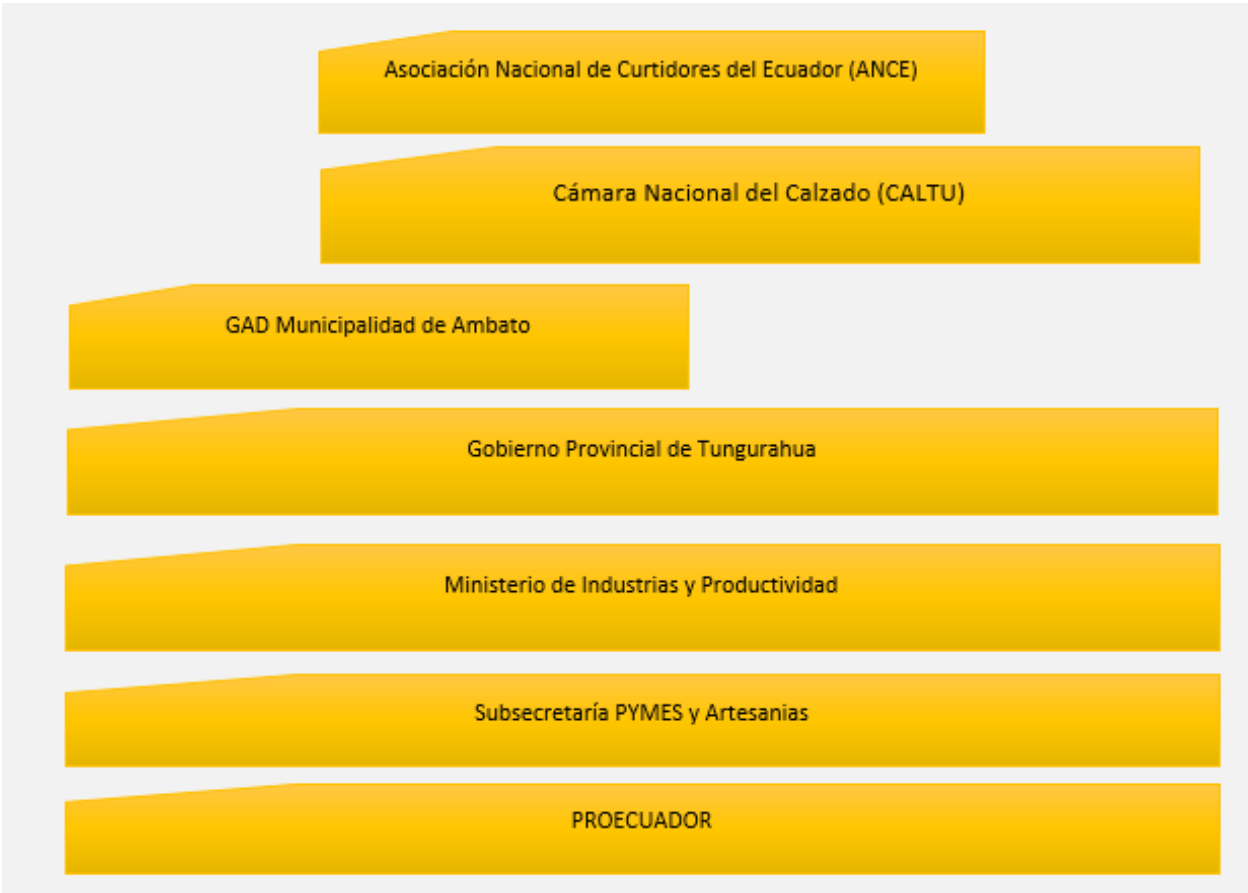 Asociación Nacional de Curtidores del Ecuador (ANCE)
Cámara Nacional del Calzado (CALTU)
GAD Municipalidad de Ambato
Gobierno Provincial de Tungurahua
Ministerio de Industrias y Productividad
Subsecretaría PYMES y Artesanias
PROECUADOR